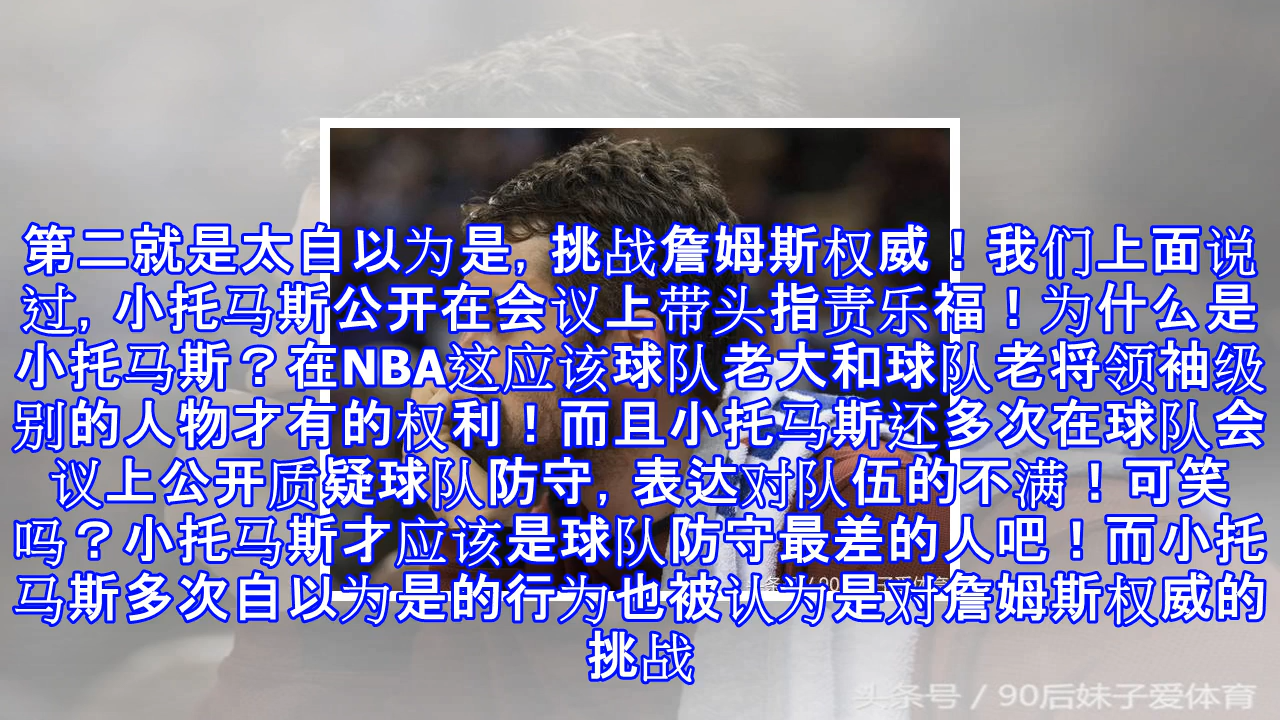 第二就是太自以为是, 挑战詹姆斯权威！我们上面说
过, 小托马斯公开在会议上带头指责乐福！为什么是
小托马斯？在NBA这应该球队老大和球队老将领袖级
别的人物才有的权利！而且小托马斯还多次在球队会
议上公开质疑球队防守, 表达对队伍的不满！可笑
吗？小托马斯才应该是球队防守最差的人吧！而小托
马斯多次自以为是的行为也被认为是对詹姆斯权威的
挑战
头条号 / 90后妹子爱体育